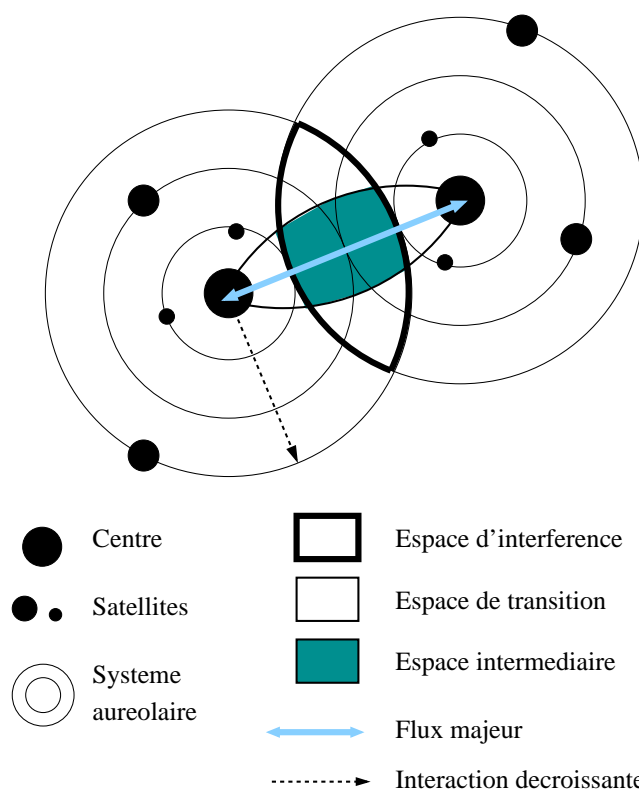 Centre
Satellites
Systeme
aureolaire
Espace d'interference
Espace de transition
Espace intermediaire
Flux majeur
Interaction decroissante